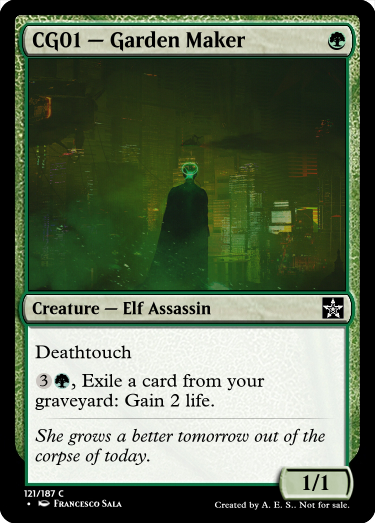 CG01 — Garden Maker
Creature — Elf Assassin
Deathtouch
3, Exile a card from your
graveyard: Gain 2 life.
She grows a better tomorrow out of the
corpse of today.
1/1
121/187 C
• Francesco Sala
Created by A. E. S.. Not for sale.